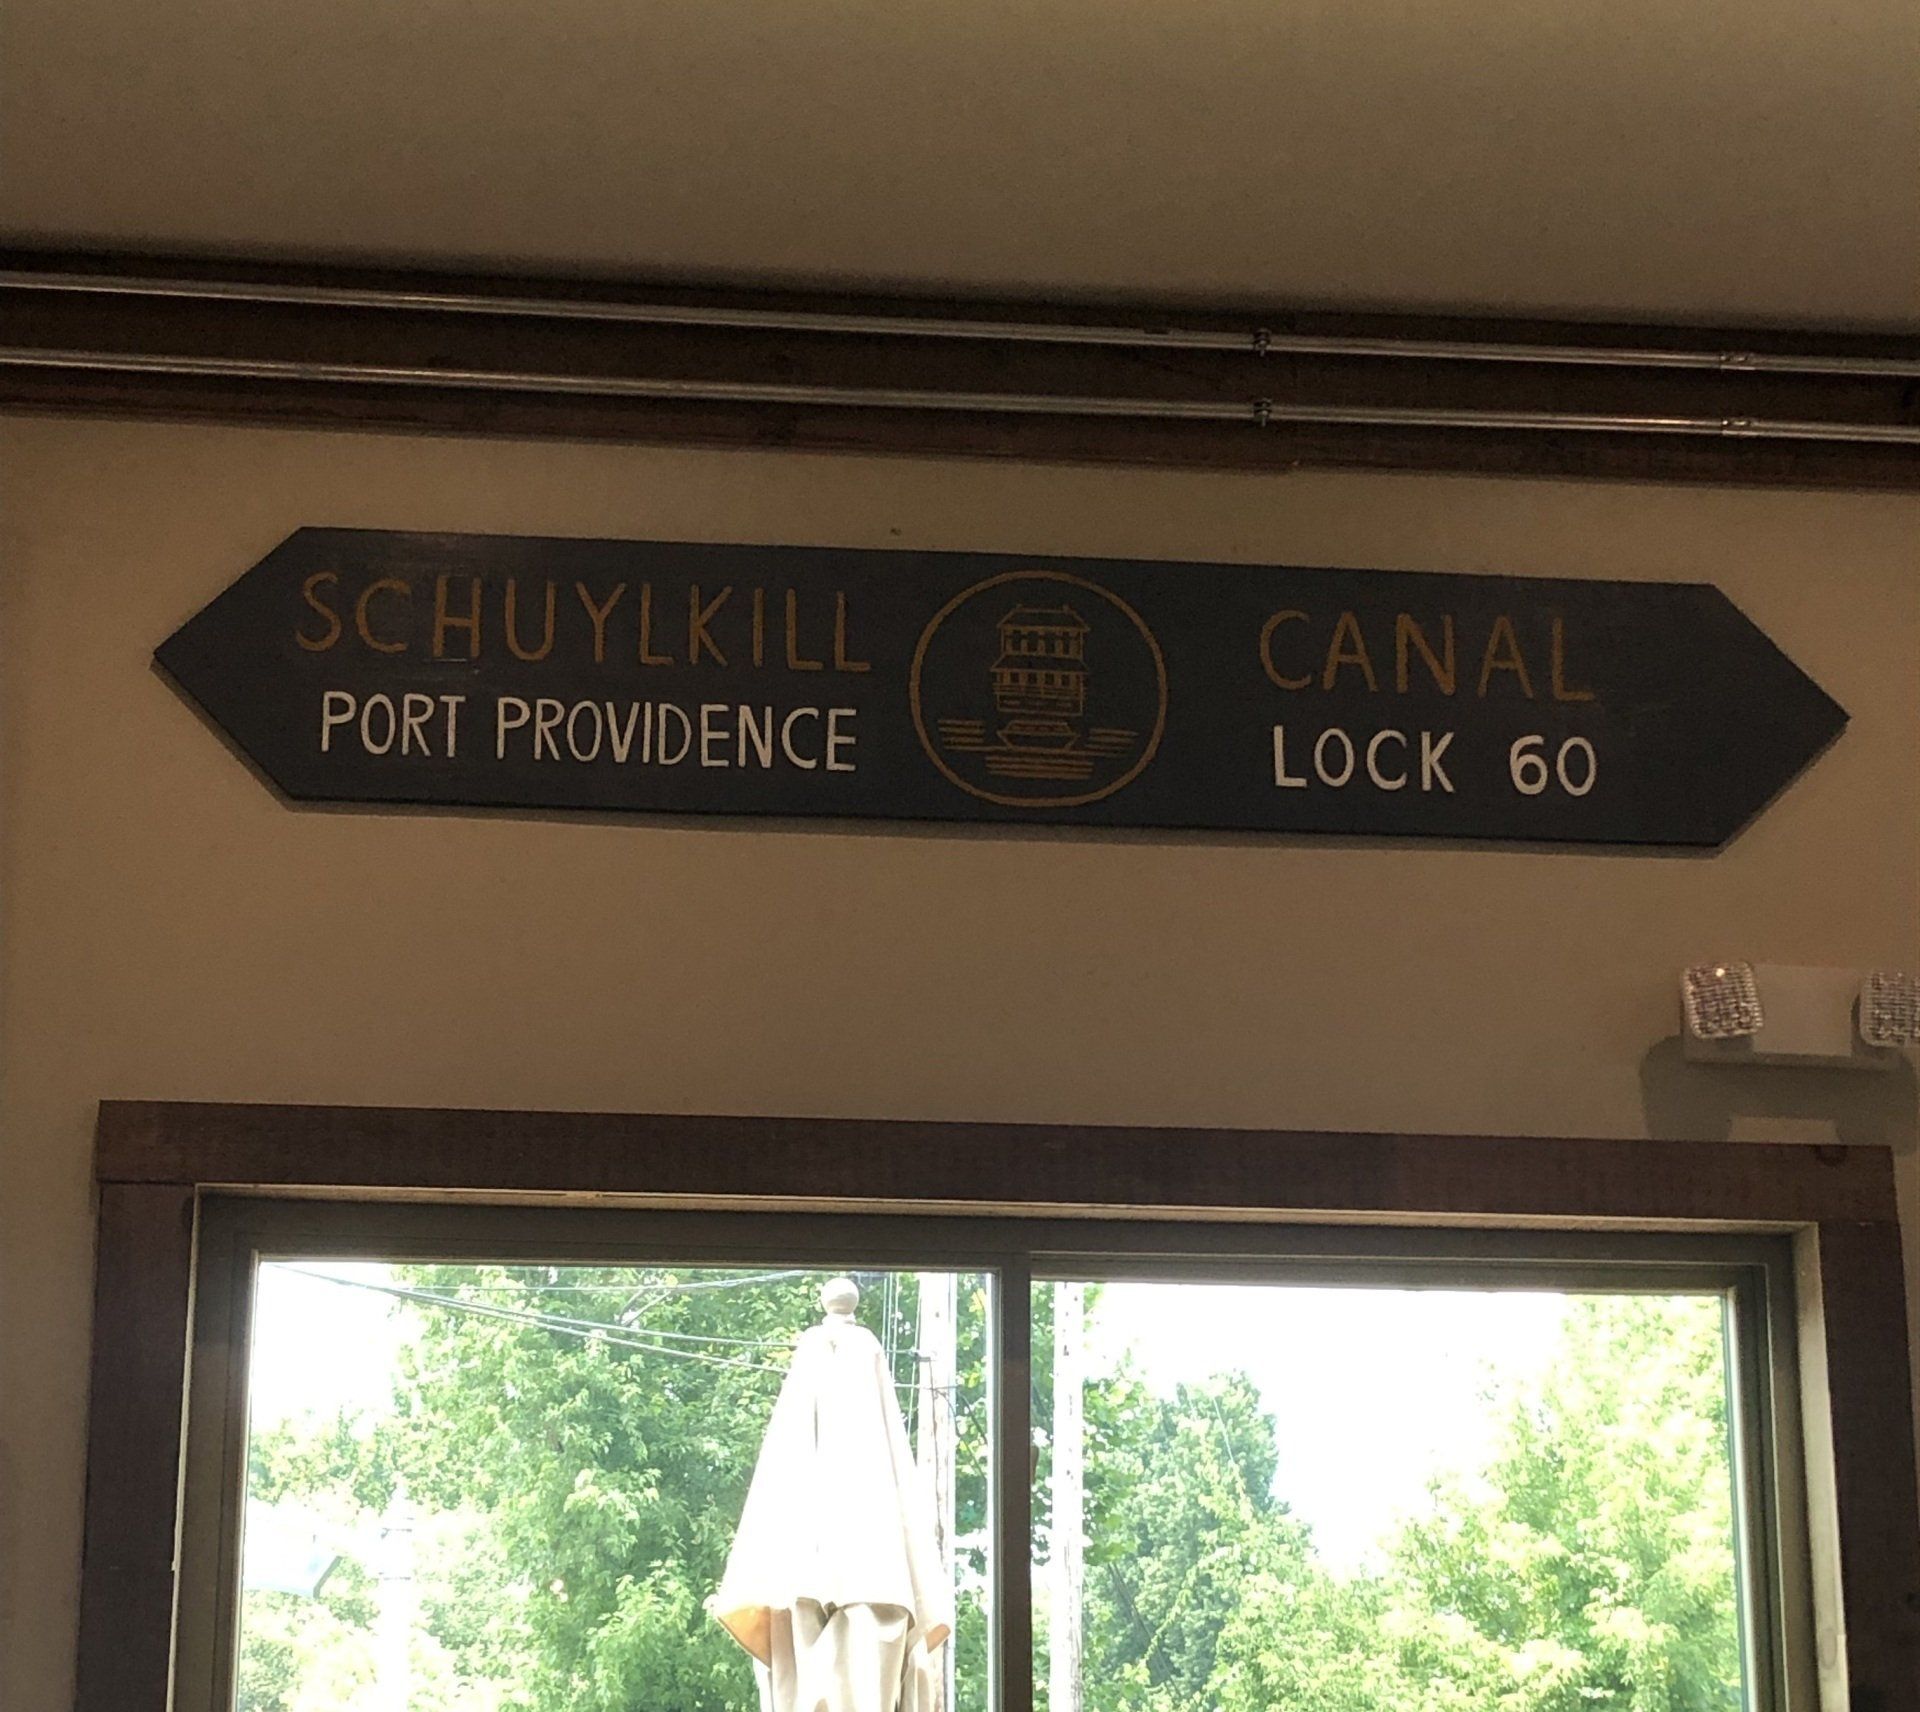 SCHUYLKILL CANAL
PORT PROVIDENCE LOCK 60